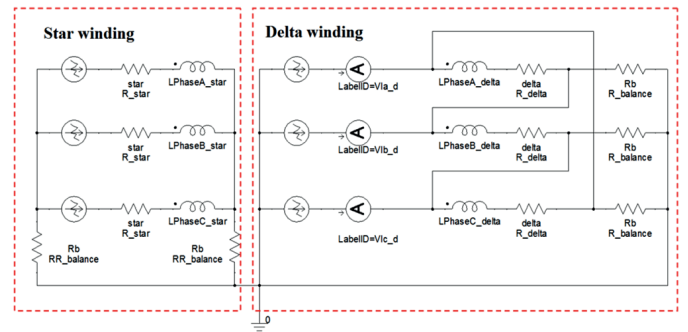 Star winding
LPhaseA_star
star
R_star
LPhaseB_star
star
R_star
LPhaseC_star
star
R_star
Rb
RR_balance
Rb
RR_balance
Delta winding
A
LabelID=VIa_d
LPhaseA_delta
delta
R_delta
Rb
R_balance
A
LabelID=VIb_d
LPhaseB_delta
delta
R_delta
Rb
R_balance
A
LabelID=VIc_d
LPhaseC_delta
delta
R_delta
Rb
R_balance
0